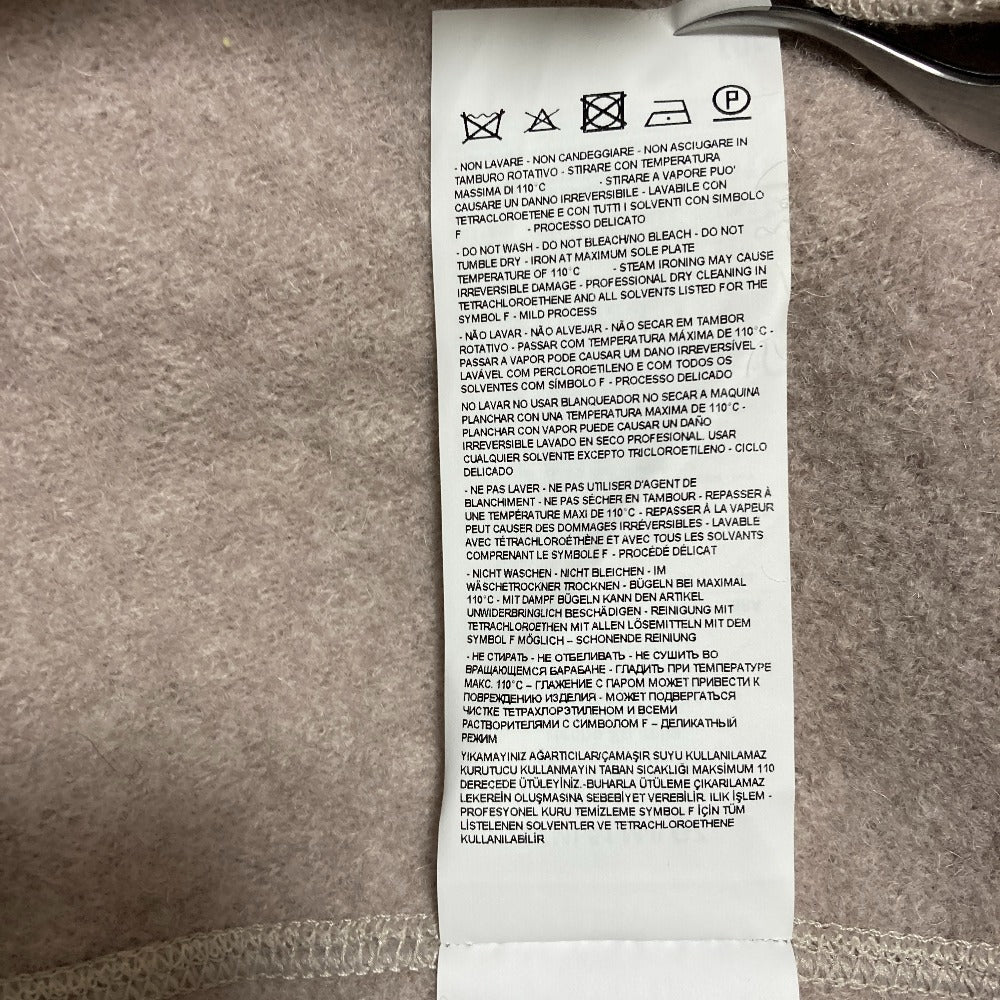 P
- NON LAVARE - NON CANDEGGIARE - NON ASCIUGARE IN
TAMBURO ROTATIVO - STIRARE CON TEMPERATURA
MASSIMA DI 110°C - STIRARE A VAPORE PUO'
CAUSARE UN DANNO IRREVERSIBILE - LAVABILE CON
TETRACLOROETENE E CON TUTTI I SOLVENTI CON SIMBOLO
F - PROCESSO DELICATO
- DO NOT WASH - DO NOT BLEACH/NO BLEACH - DO NOT
TUMBLE DRY - IRON AT MAXIMUM SOLE PLATE
TEMPERATURE OF 110°C - STEAM IRONING MAY CAUSE
IRREVERSIBLE DAMAGE - PROFESSIONAL DRY CLEANING IN
TETRACHLOROETHENE AND ALL SOLVENTS LISTED FOR THE
SYMBOL F - MILD PROCESS
- NÃO LAVAR - NÃO ALVEJAR - NÃO SECAR EM TAMBOR
ROTATIVO - PASSAR COM TEMPERATURA MÁXIMA DE 110°C -
PASSAR A VAPOR PODE CAUSAR UM DANO IRREVERSÍVEL -
LAVÁVEL COM PERCLOROETILENO E COM TODOS OS
SOLVENTES COM SÍMBOLO F - PROCESSO DELICADO
NO LAVAR NO USAR BLANQUEADOR NO SECAR A MAQUINA
PLANCHAR CON UNA TEMPERATURA MAXIMA DE 110°C -
PLANCHAR CON VAPOR PUEDE CAUSAR UN DAÑO
IRREVERSIBLE LAVADO EN SECO PROFESIONAL. USAR
CUALQUIER SOLVENTE EXCEPTO TRICLOROETILENO - CICLO
DELICADO
- NE PAS LAVER - NE PAS UTILISER D'AGENT DE
BLANCHIMENT - NE PAS SÉCHER EN TAMBOUR - REPASSER À
UNE TEMPÉRATURE MAXI DE 110°C - REPASSER À LA VAPEUR
PEUT CAUSER DES DOMMAGES IRRÉVERSIBLES - LAVABLE
AVEC TÉTRACHLOROÉTHÈNE ET AVEC TOUS LES SOLVANTS
COMPRENANT LE SYMBOLE F - PROCÉDÉ DÉLICAT
- NICHT WASCHEN - NICHT BLEICHEN - IM
WÄSCHETROCKNER TROCKNEN - BÜGELN BEI MAXIMAL
110°C - MIT DAMPF BÜGELN KANN DEN ARTIKEL
UNWIDERBRINGLICH BESCHÄDIGEN - REINIGUNG MIT
TETRACHLOROETHEN MIT ALLEN LÖSEMITTELN MIT DEM
SYMBOL F MÖGLICH – SCHONENDE REINIUNG
- НЕ СТИРАТЬ - НЕ ОТБЕЛИВАТЬ - НЕ СУШИТЬ ВО
ВРАЩАЮЩЕМСЯ БАРАБАНЕ - ГЛАДИТЬ ПРИ ТЕМПЕРАТУРЕ
МАКС. 110°C – ГЛАЖЕНИЕ С ПАРОМ МОЖЕТ ПРИВЕСТИ К
ПОВРЕЖДЕНИЮ ИЗДЕЛИЯ - МОЖЕТ ПОДВЕРГАТЬСЯ
ЧИСТКЕ ТЕТРАХЛОРЭТИЛЕНОМ И ВСЕМИ
РАСТВОРИТЕЛЯМИ С СИМВОЛОМ F – ДЕЛИКАТНЫЙ
РЕЖИМ
YIKAMAYINIZ AĞARTICILAR/ÇAMAŞIR SUYU KULLANILAMAZ
KURUTUCU KULLANMAYIN TABAN SICAKLIĞI MAKSİMUM 110
DERECEDE ÜTÜLEYİNİZ.-BUHARLA ÜTÜLEME ÇIKARILAMAZ
LEKEREİN OLUŞMASINA SEBEBİYET VEREBİLİR. ILIK İŞLEM -
PROFESYONEL KURU TEMİZLEME SYMBOL F İÇİN TÜM
LİSTELENEN SOLVENTLER VE TETRACHLOROETHENE
KULLANILABİLİR